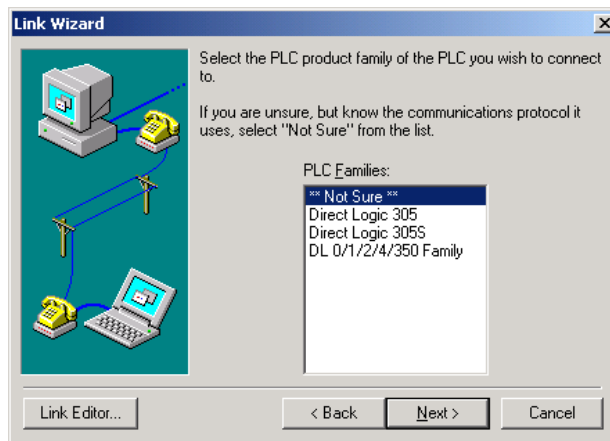 Link Wizard
Select the PLC product family of the PLC you wish to connect
to.
If you are unsure, but know the communications protocol it
uses, select "Not Sure" from the list.
PLC Families:
** Not Sure **
Direct Logic 305
Direct Logic 305S
DL 0/1/2/4/350 Family
Link Editor...
< Back
Next >
Cancel